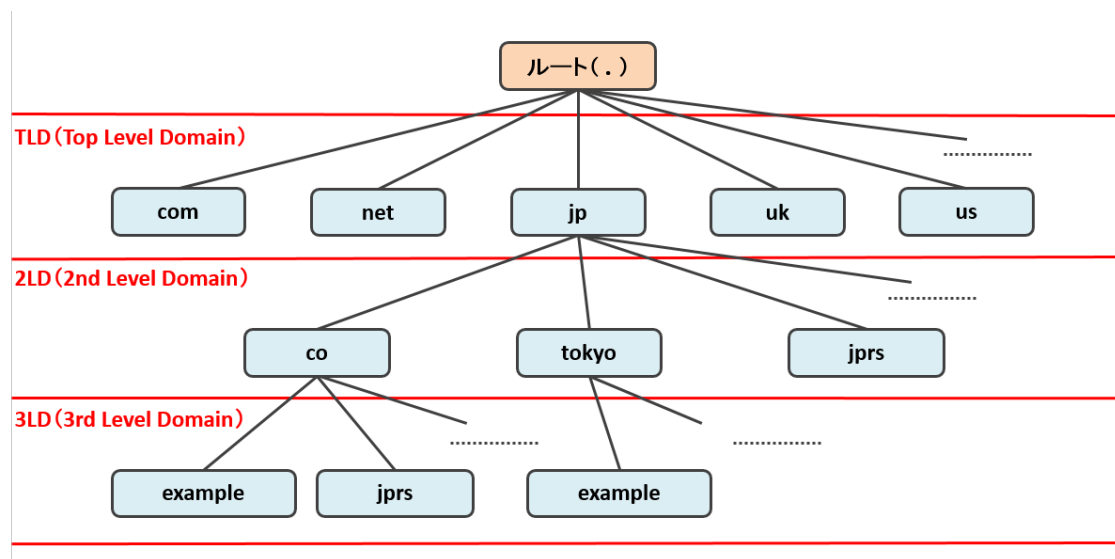 ルート(.)
TLD(Top Level Domain)
................
com
net
jp
uk
us
2LD(2nd Level Domain)
................
co
tokyo
jprs
3LD(3rd Level Domain)
................
................
example
jprs
example